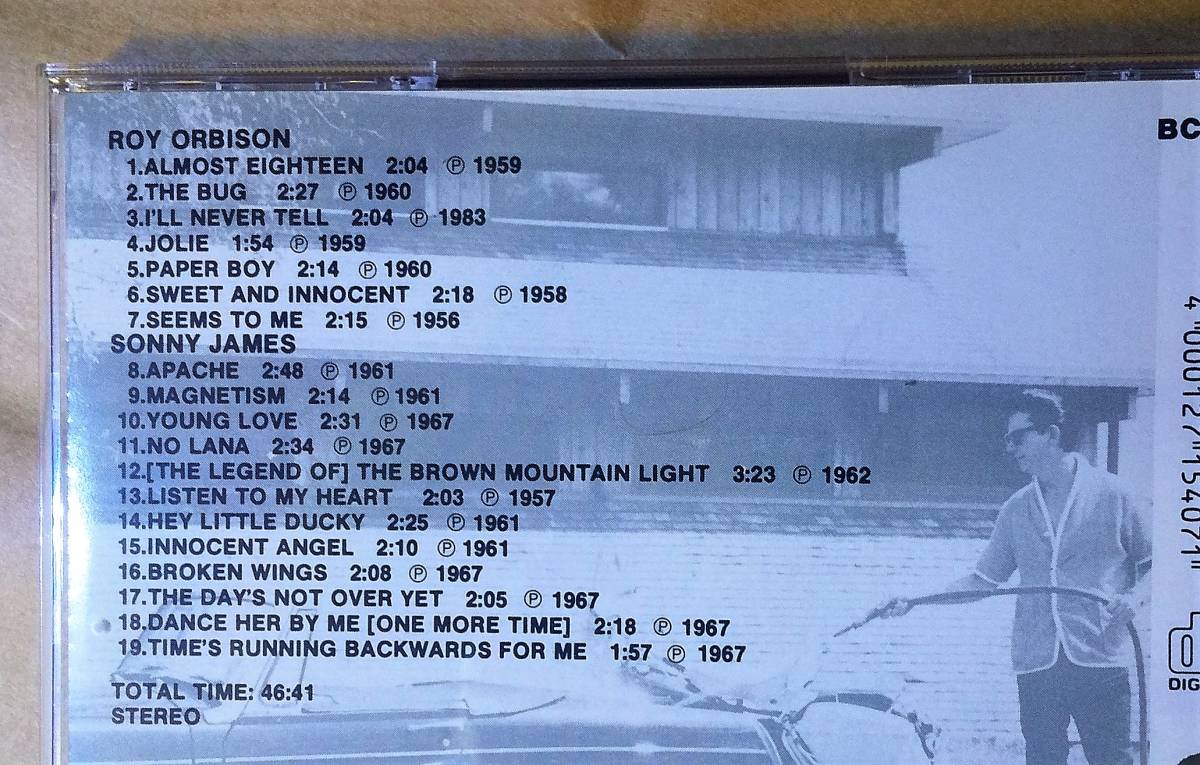 ROY ORBISON
1.ALMOST EIGHTEEN 2:04 ℗ 1959
2.THE BUG 2:27 ℗ 1960
3.I'LL NEVER TELL 2:04 ℗ 1983
4.JOLIE 1:54 ℗ 1959
5.PAPER BOY 2:14 ℗ 1960
6.SWEET AND INNOCENT 2:18 ℗ 1958
7.SEEMS TO ME 2:15 ℗ 1956
SONNY JAMES
8.APACHE 2:48 ℗ 1961
9.MAGNETISM 2:14 ℗ 1961
10.YOUNG LOVE 2:31 ℗ 1967
11.NO LANA 2:34 ℗ 1967
12.[THE LEGEND OF] THE BROWN MOUNTAIN LIGHT 3:23 ℗ 1962
13.LISTEN TO MY HEART 2:03 ℗ 1957
14.HEY LITTLE DUCKY 2:25 ℗ 1961
15.INNOCENT ANGEL 2:10 ℗ 1961
16.BROKEN WINGS 2:08 ℗ 1967
17.THE DAY'S NOT OVER YET 2:05 ℗ 1967
18.DANCE HER BY ME [ONE MORE TIME] 2:18 ℗ 1967
19.TIME'S RUNNING BACKWARDS FOR ME 1:57 ℗ 1967
TOTAL TIME: 46:41
STEREO
BC
4 000127 154071
DIG